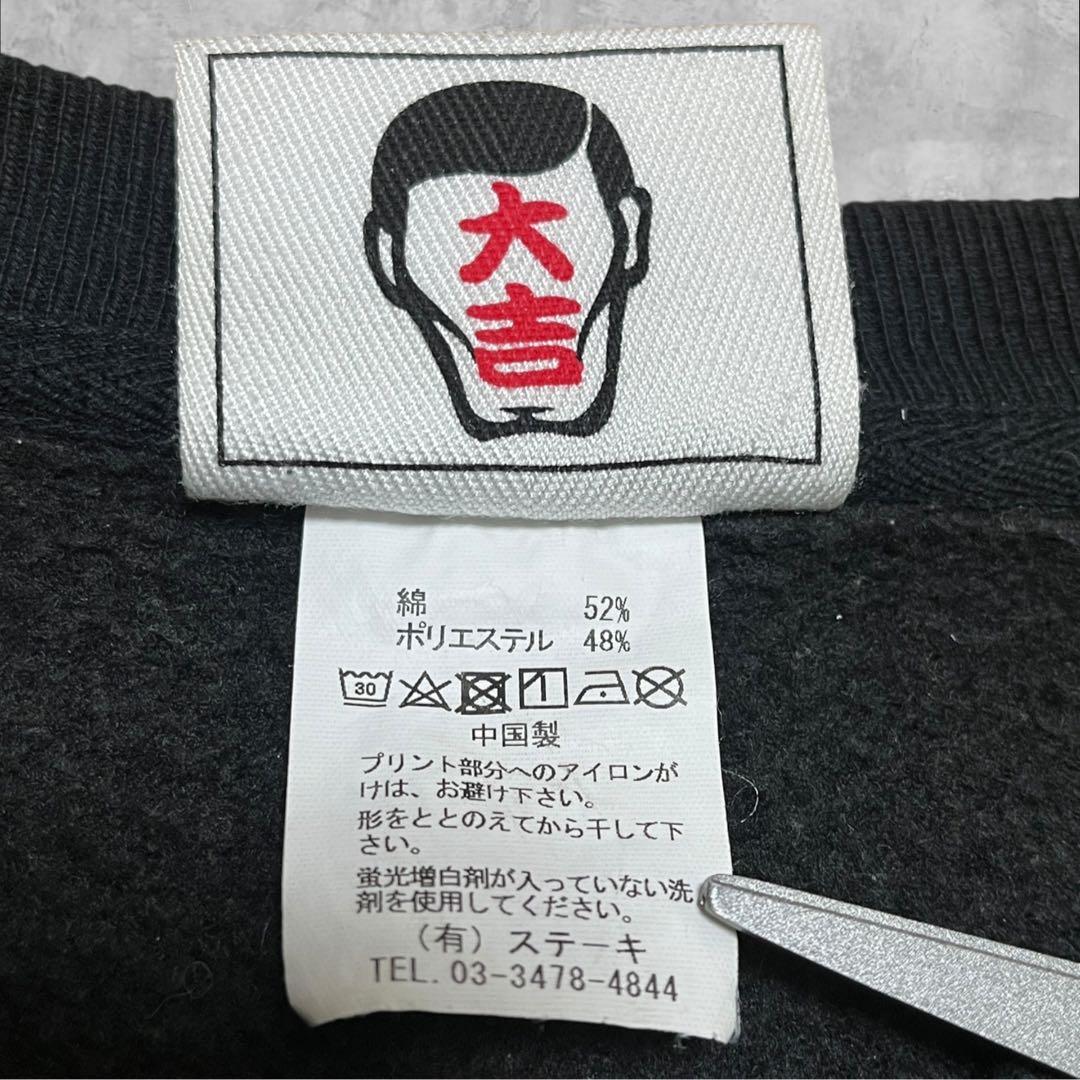 大
吉
綿 52%
ポリエステル 48%
30
中国製
プリント部分へのアイロンが
けは、お避け下さい。
形をととのえてから干して下
さい。
蛍光増白剤が入っていない洗
剤を使用してください。
（有）ステーキ
TEL. 03-3478-4844